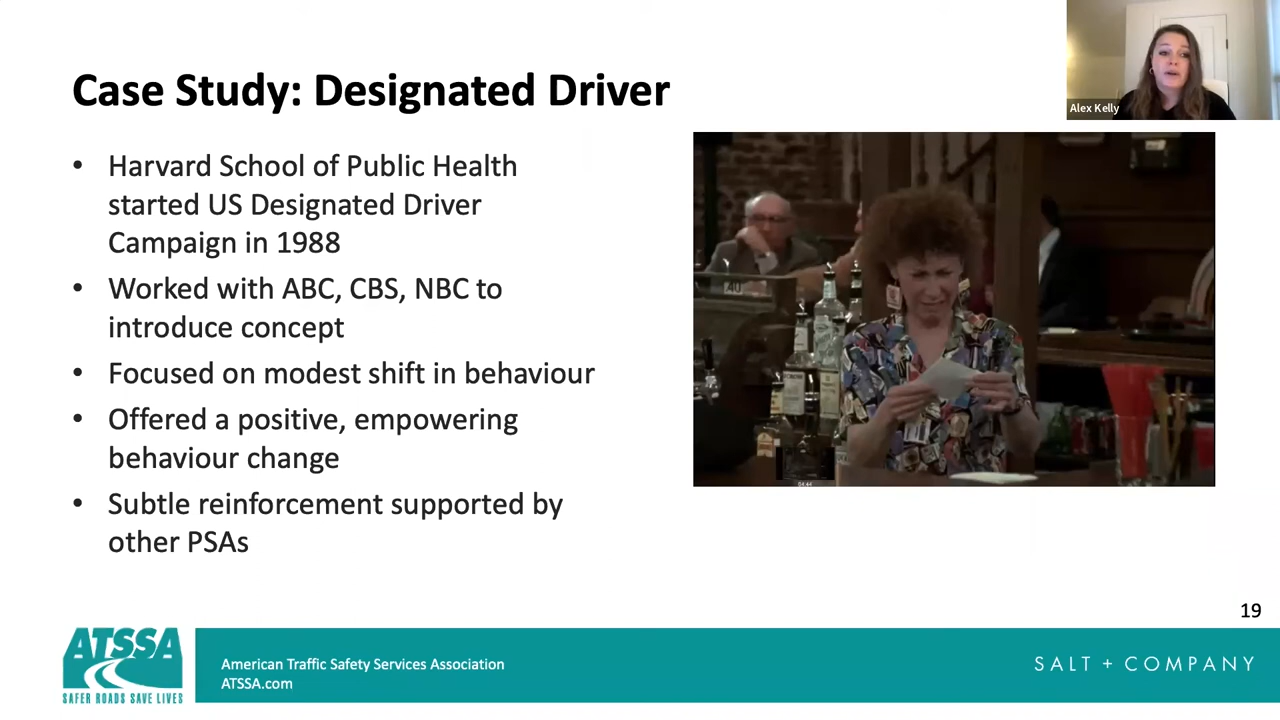 Case Study: Designated Driver
Alex Kelly
• Harvard School of Public Health
started US Designated Driver
Campaign in 1988
• Worked with ABC, CBS, NBC to
introduce concept
• Focused on modest shift in behaviour
• Offered a positive, empowering
behaviour change
• Subtle reinforcement supported by
other PSAs
04:44
19
ATSSA
SAFER ROADS SAVE LIVES
American Traffic Safety Services Association
ATSSA.com
SALT + COMPANY